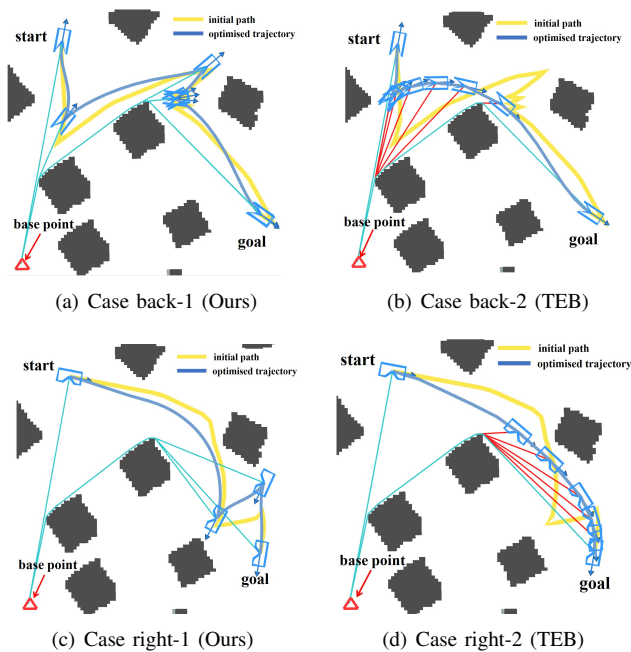 start
initial path
optimised trajectory
base point
goal
(a) Case back-1 (Ours)
start
initial path
optimised trajectory
base point
goal
(b) Case back-2 (TEB)
start
initial path
optimised trajectory
base point
goal
(c) Case right-1 (Ours)
start
initial path
optimised trajectory
base point
goal
(d) Case right-2 (TEB)